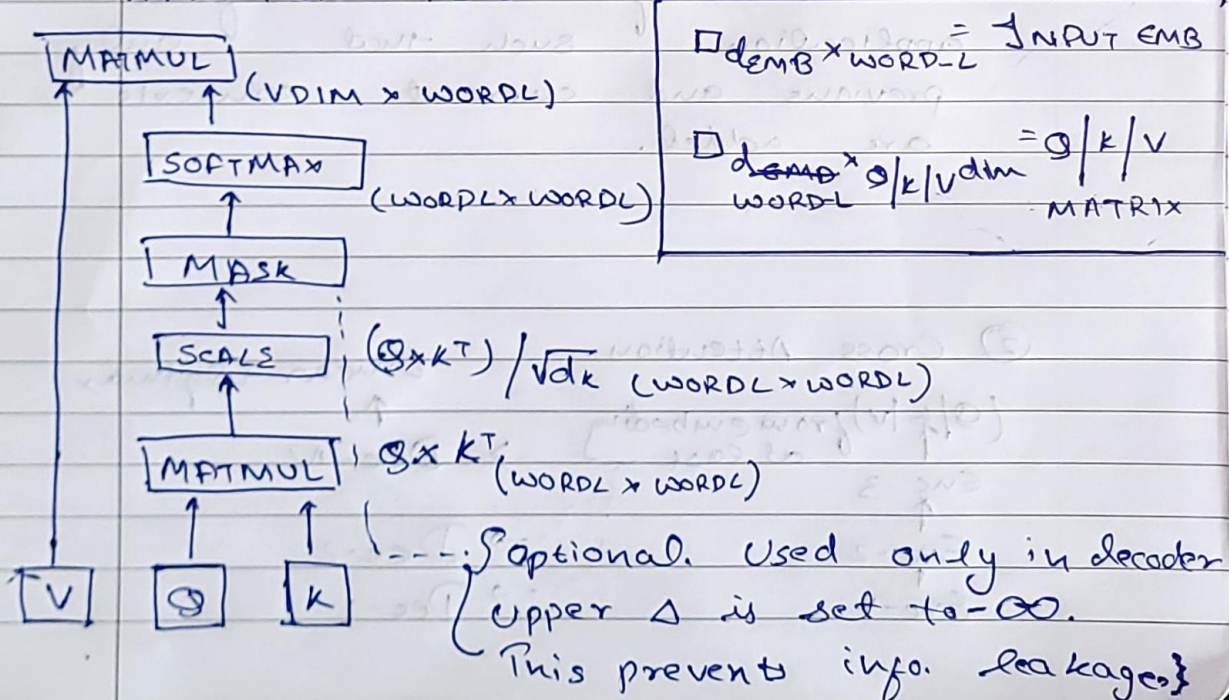 MATMUL
(VDIM x WORDL)
SOFTMAX
(WORDL x WORDL)
MASK
SCALE
(Q x K^T) / √dk (WORDL x WORDL)
MATMUL
Q x K^T
(WORDL x WORDL)
V
Q
K
{Optional. Used only in decoder
Upper Δ is set to -∞.
This prevents info. leakage.}
□ dEMB x WORD-L = INPUT EMB
□ dEMB x Q/K/V dim = Q/K/V
WORD-L
MATRIX